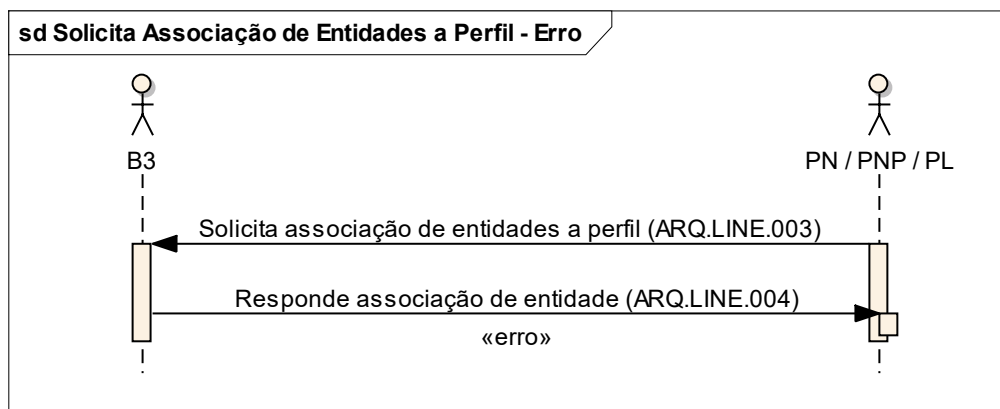 sd Solicita Associação de Entidades a Perfil - Erro
B3
PN / PNP / PL
Solicita associação de entidades a perfil (ARQ.LINE.003)
Responde associação de entidade (ARQ.LINE.004)
«erro»